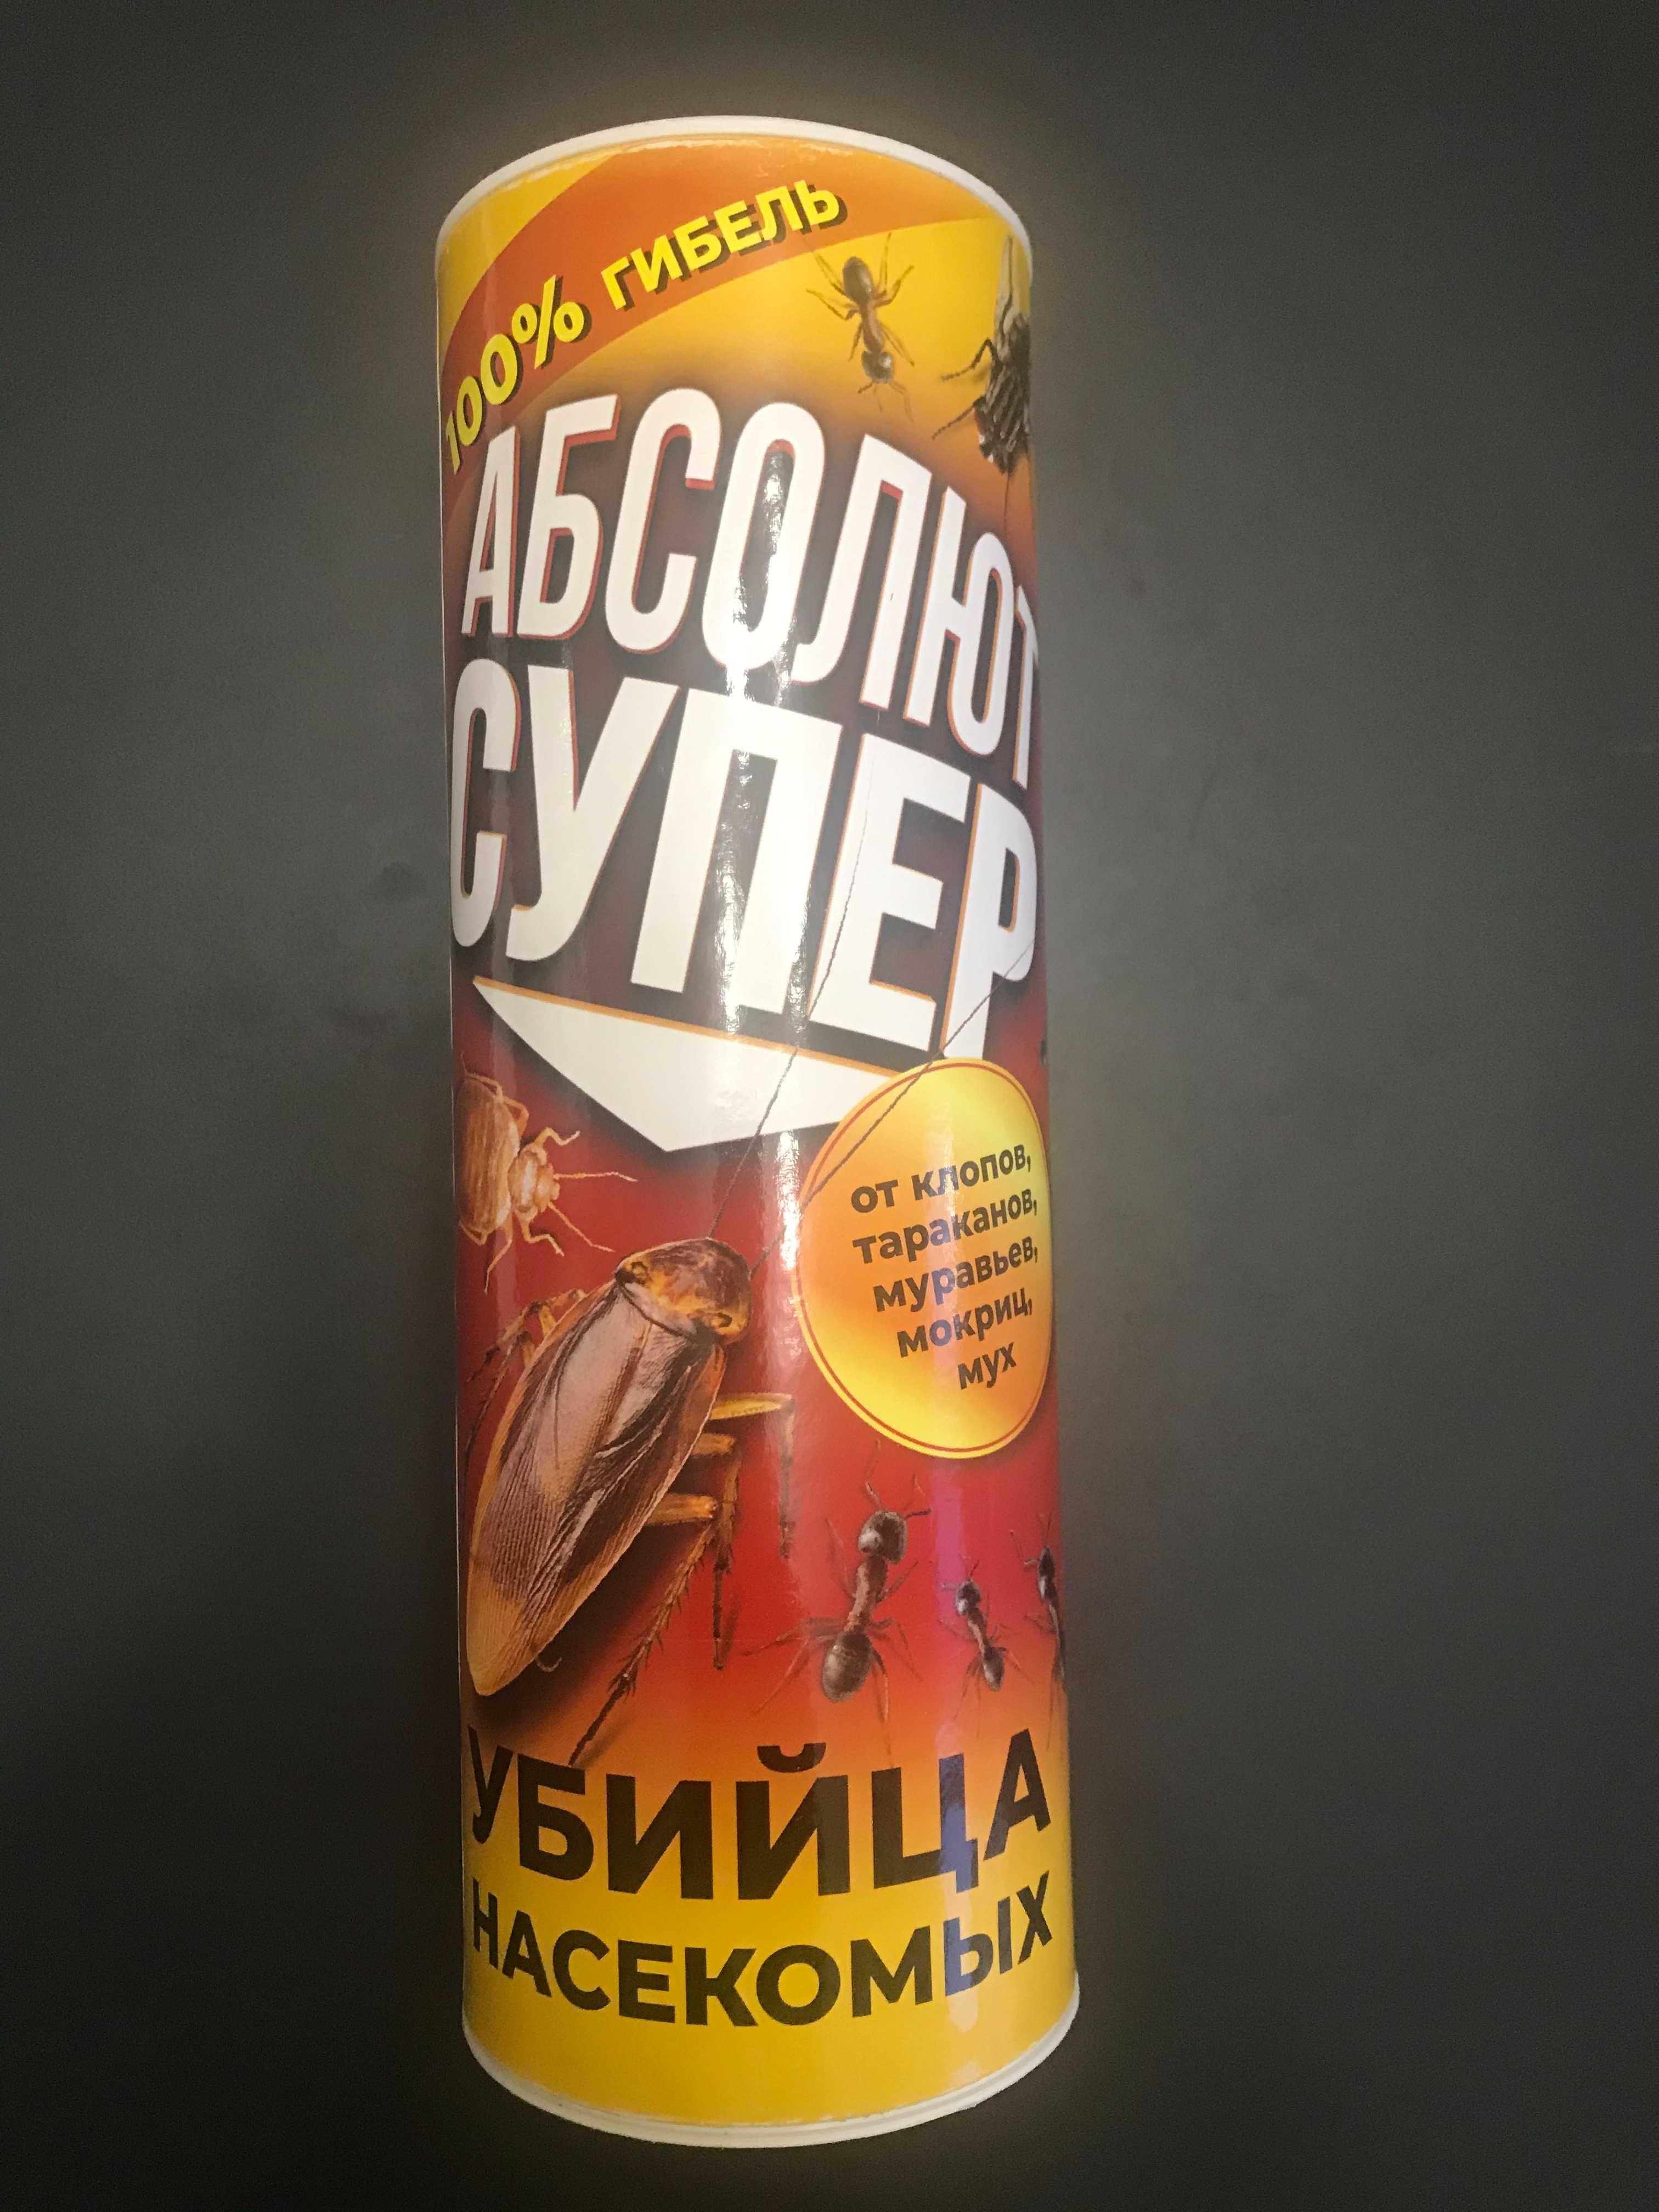 100% ГИБЕЛЬ
АБСОЛЮТ
СУПЕР
от клопов,
тараканов,
муравьев,
мокриц,
мух
УБИЙЦА
НАСЕКОМЫХ